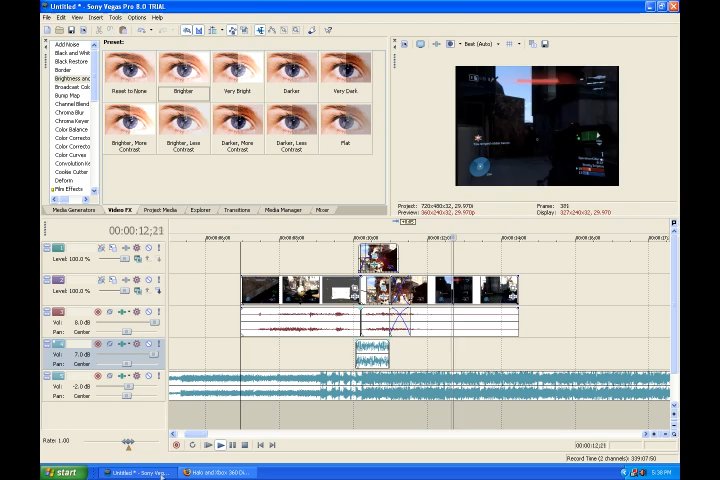 Untitled * - Sony Vegas Pro 8.0 TRIAL
File Edit View Insert Tools Options Help
Add Noise
Black and Whit
Black Restore
Border
Brightness and
Broadcast Colo
Bump Map
Channel Blend
Chroma Blur
Chroma Keyer
Color Balance
Color Correcto
Color Correcto
Color Curves
Convolution Ke
Cookie Cutter
Deform
Film Effects
Preset:
Reset to None
Brighter
Very Bright
Darker
Very Dark
Brighter, More Contrast
Brighter, Less Contrast
Darker, More Contrast
Darker, Less Contrast
Flat
Best (Auto)
Project: 720x480x32, 29.970i
Preview: 360x240x32, 29.970p
Frame: 381
Display: 327x240x32, 29.970
Media Generators
Video FX
Project Media
Explorer
Transitions
Media Manager
Mixer
00:00:12;21
1
Level: 100.0 %
2
Level: 100.0 %
3
Vol: 8.0 dB
Pan: Center
4
Vol: 7.0 dB
Pan: Center
5
Vol: -2.0 dB
Pan: Center
Rate: 1.00
00:00:12;21
Record Time (2 channels): 339:07:50
start
Untitled * - Sony Veg...
Halo and Xbox 360 Di...
5:38 PM